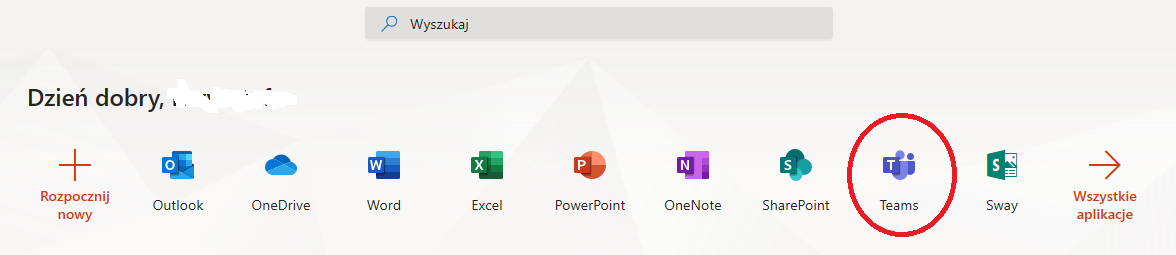 Wyszukaj
Dzień dobry,
Rozpocznij
nowy
Outlook
OneDrive
Word
Excel
PowerPoint
OneNote
SharePoint
Teams
Sway
Wszystkie
aplikacje